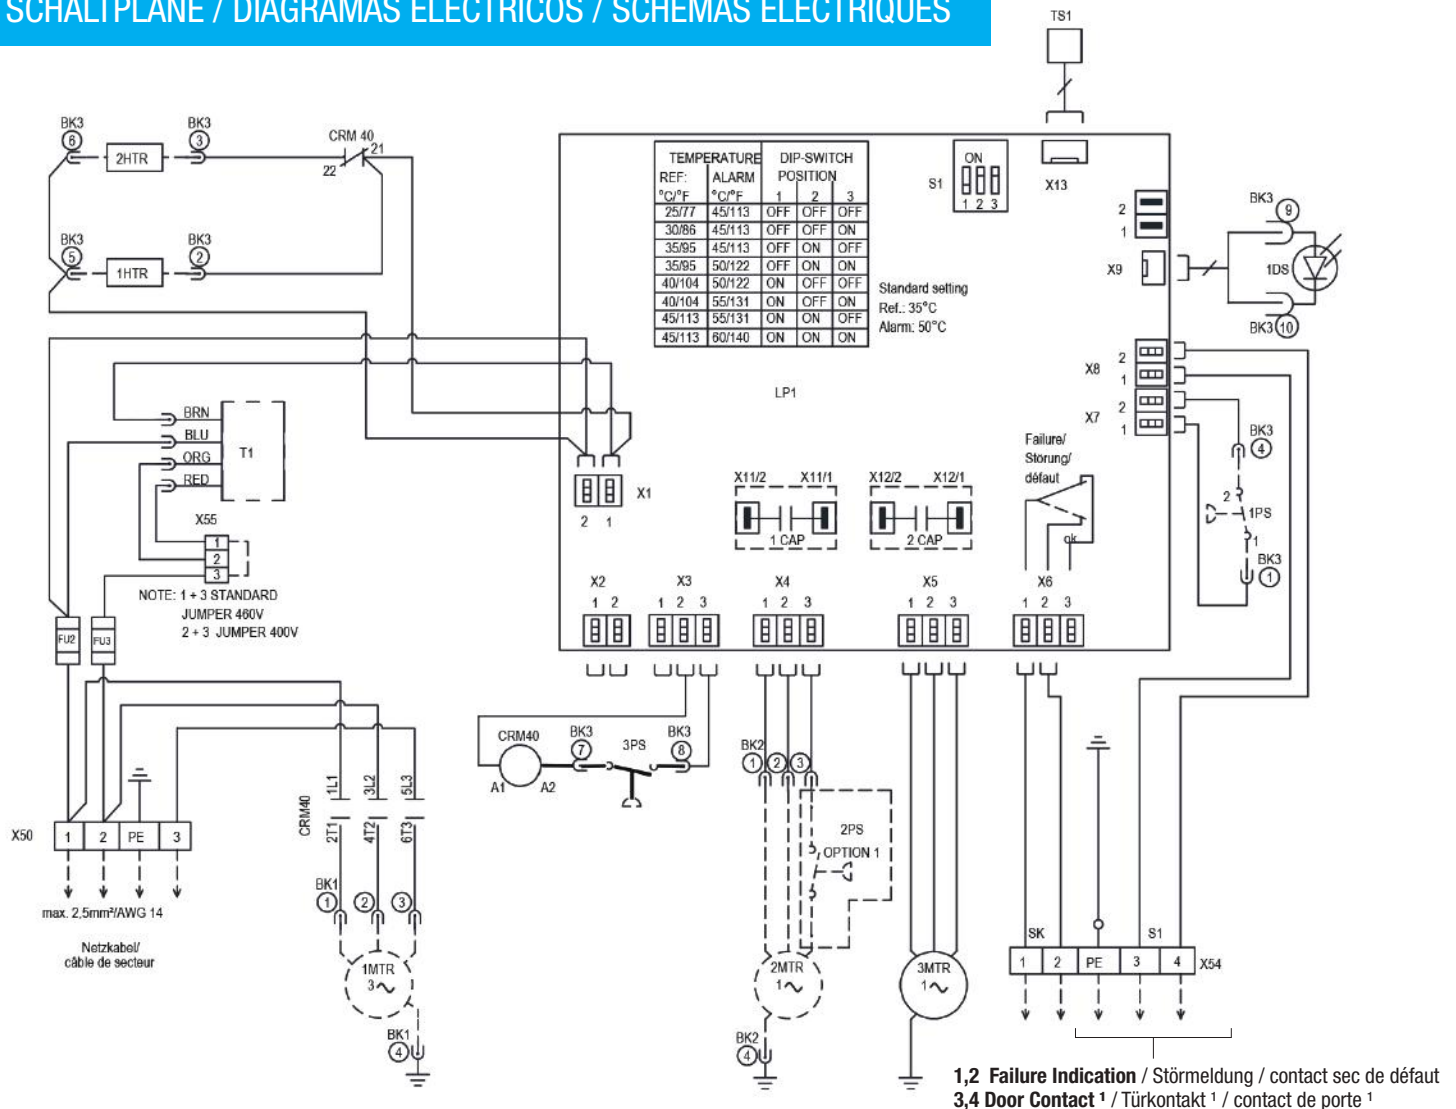 SCHALTPLÄNE / DIAGRAMAS ELÉCTRICOS / SCHÉMAS ÉLECTRIQUES
TS1
BK3
6
2HTR
BK3
3
CRM 40
21
22
BK3
5
1HTR
BK3
2
TEMPERATURE DIP-SWITCH
REF: ALARM POSITION
°C/°F °C/°F 1 2 3
25/77 45/113 OFF OFF OFF
30/86 45/113 OFF OFF ON
35/95 45/113 OFF ON OFF
35/95 50/122 OFF ON ON
40/104 50/122 ON OFF OFF
40/104 55/131 ON OFF ON
45/113 55/131 ON ON OFF
45/113 60/140 ON ON ON
Standard setting
Ref.: 35°C
Alarm: 50°C
S1
ON
1 2 3
X13
2
1
X9
BK3
9
1DS
BK3 10
X8
2
1
X7
2
1
LP1
BRN
BLU
ORG
RED
T1
X55
1
2
3
NOTE: 1 + 3 STANDARD
JUMPER 460V
2 + 3 JUMPER 400V
FU2
FU3
X1
2 1
X11/2 X11/1
1 CAP
X12/2 X12/1
2 CAP
Failure/
Storung/
défaut
ok
BK3
4
2
1PS
1
BK3
1
X2
1 2
X3
1 2 3
X4
1 2 3
X5
1 2 3
X6
1 2 3
CRM40
A1 A2
BK3
7
3PS
BK3
8
BK2
1 2 3
2PS
OPTION 1
CRM40
1L1 3L2 5L3
2T1 4T2 6T3
X50
1 2 PE 3
max. 2,5mm²/AWG 14
Netzkabel/
câble de secteur
BK1
1 2 3
1MTR
3
BK1
4
2MTR
1
BK2
4
3MTR
1
SK S1
1 2 PE 3 4 X54
1,2 Failure Indication / Störmeldung / contact sec de défaut
3,4 Door Contact ¹ / Türkontakt ¹ / contact de porte ¹